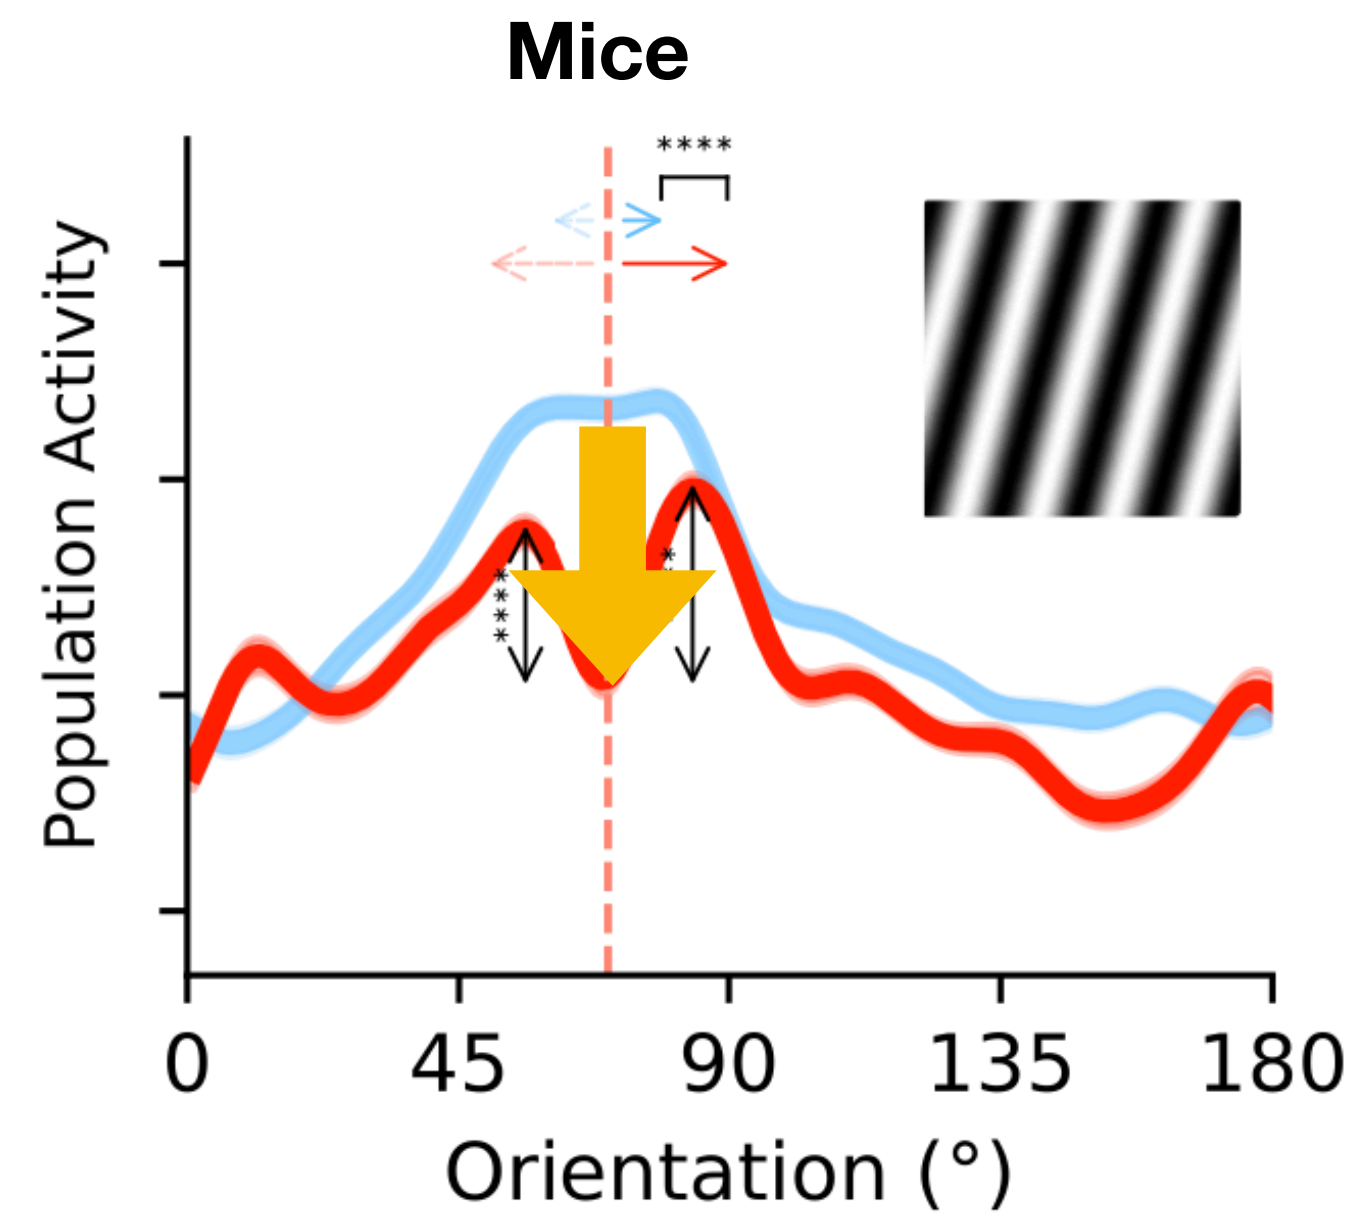 Mice
****
Population Activity
****
*
0 45 90 135 180
Orientation (°)